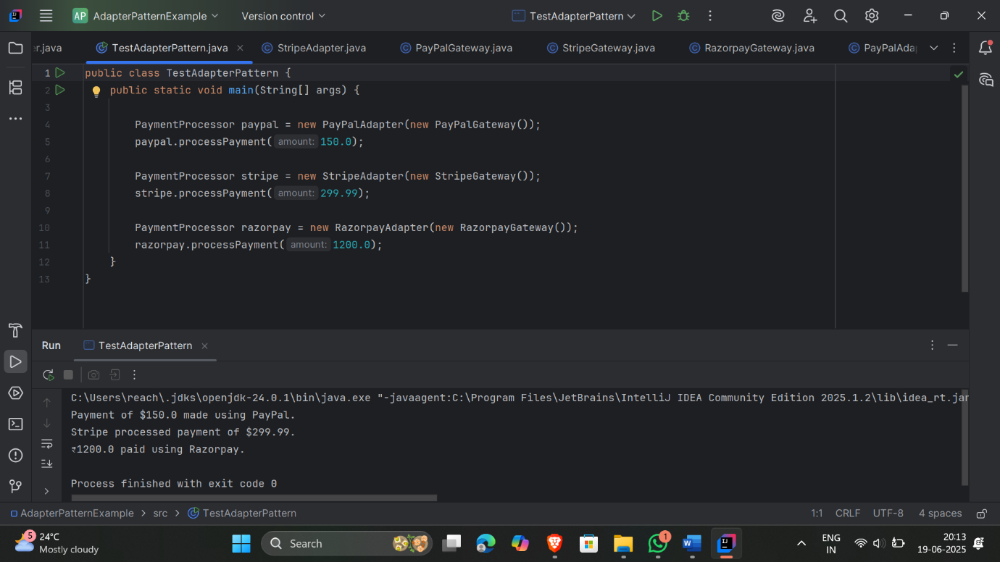 AP AdapterPatternExample Version control TestAdapterPattern
er.java TestAdapterPattern.java StripeAdapter.java PayPalGateway.java StripeGateway.java RazorpayGateway.java PayPalAda
1 public class TestAdapterPattern {
2 public static void main(String[] args) {
3
4 PaymentProcessor paypal = new PayPalAdapter(new PayPalGateway());
5 paypal.processPayment( amount: 150.0);
6
7 PaymentProcessor stripe = new StripeAdapter(new StripeGateway());
8 stripe.processPayment( amount: 299.99);
9
10 PaymentProcessor razorpay = new RazorpayAdapter(new RazorpayGateway());
11 razorpay.processPayment( amount: 1200.0);
12 }
13 }
Run TestAdapterPattern
C:\Users\reach\.jdks\openjdk-24.0.1\bin\java.exe "-javaagent:C:\Program Files\JetBrains\IntelliJ IDEA Community Edition 2025.1.2\lib\idea_rt.jar
Payment of $150.0 made using PayPal.
Stripe processed payment of $299.99.
₹1200.0 paid using Razorpay.
Process finished with exit code 0
AdapterPatternExample > src > TestAdapterPattern 1:1 CRLF UTF-8 4 spaces
5 24°C
Mostly cloudy
Search
1
ENG
IN
20:13
19-06-2025